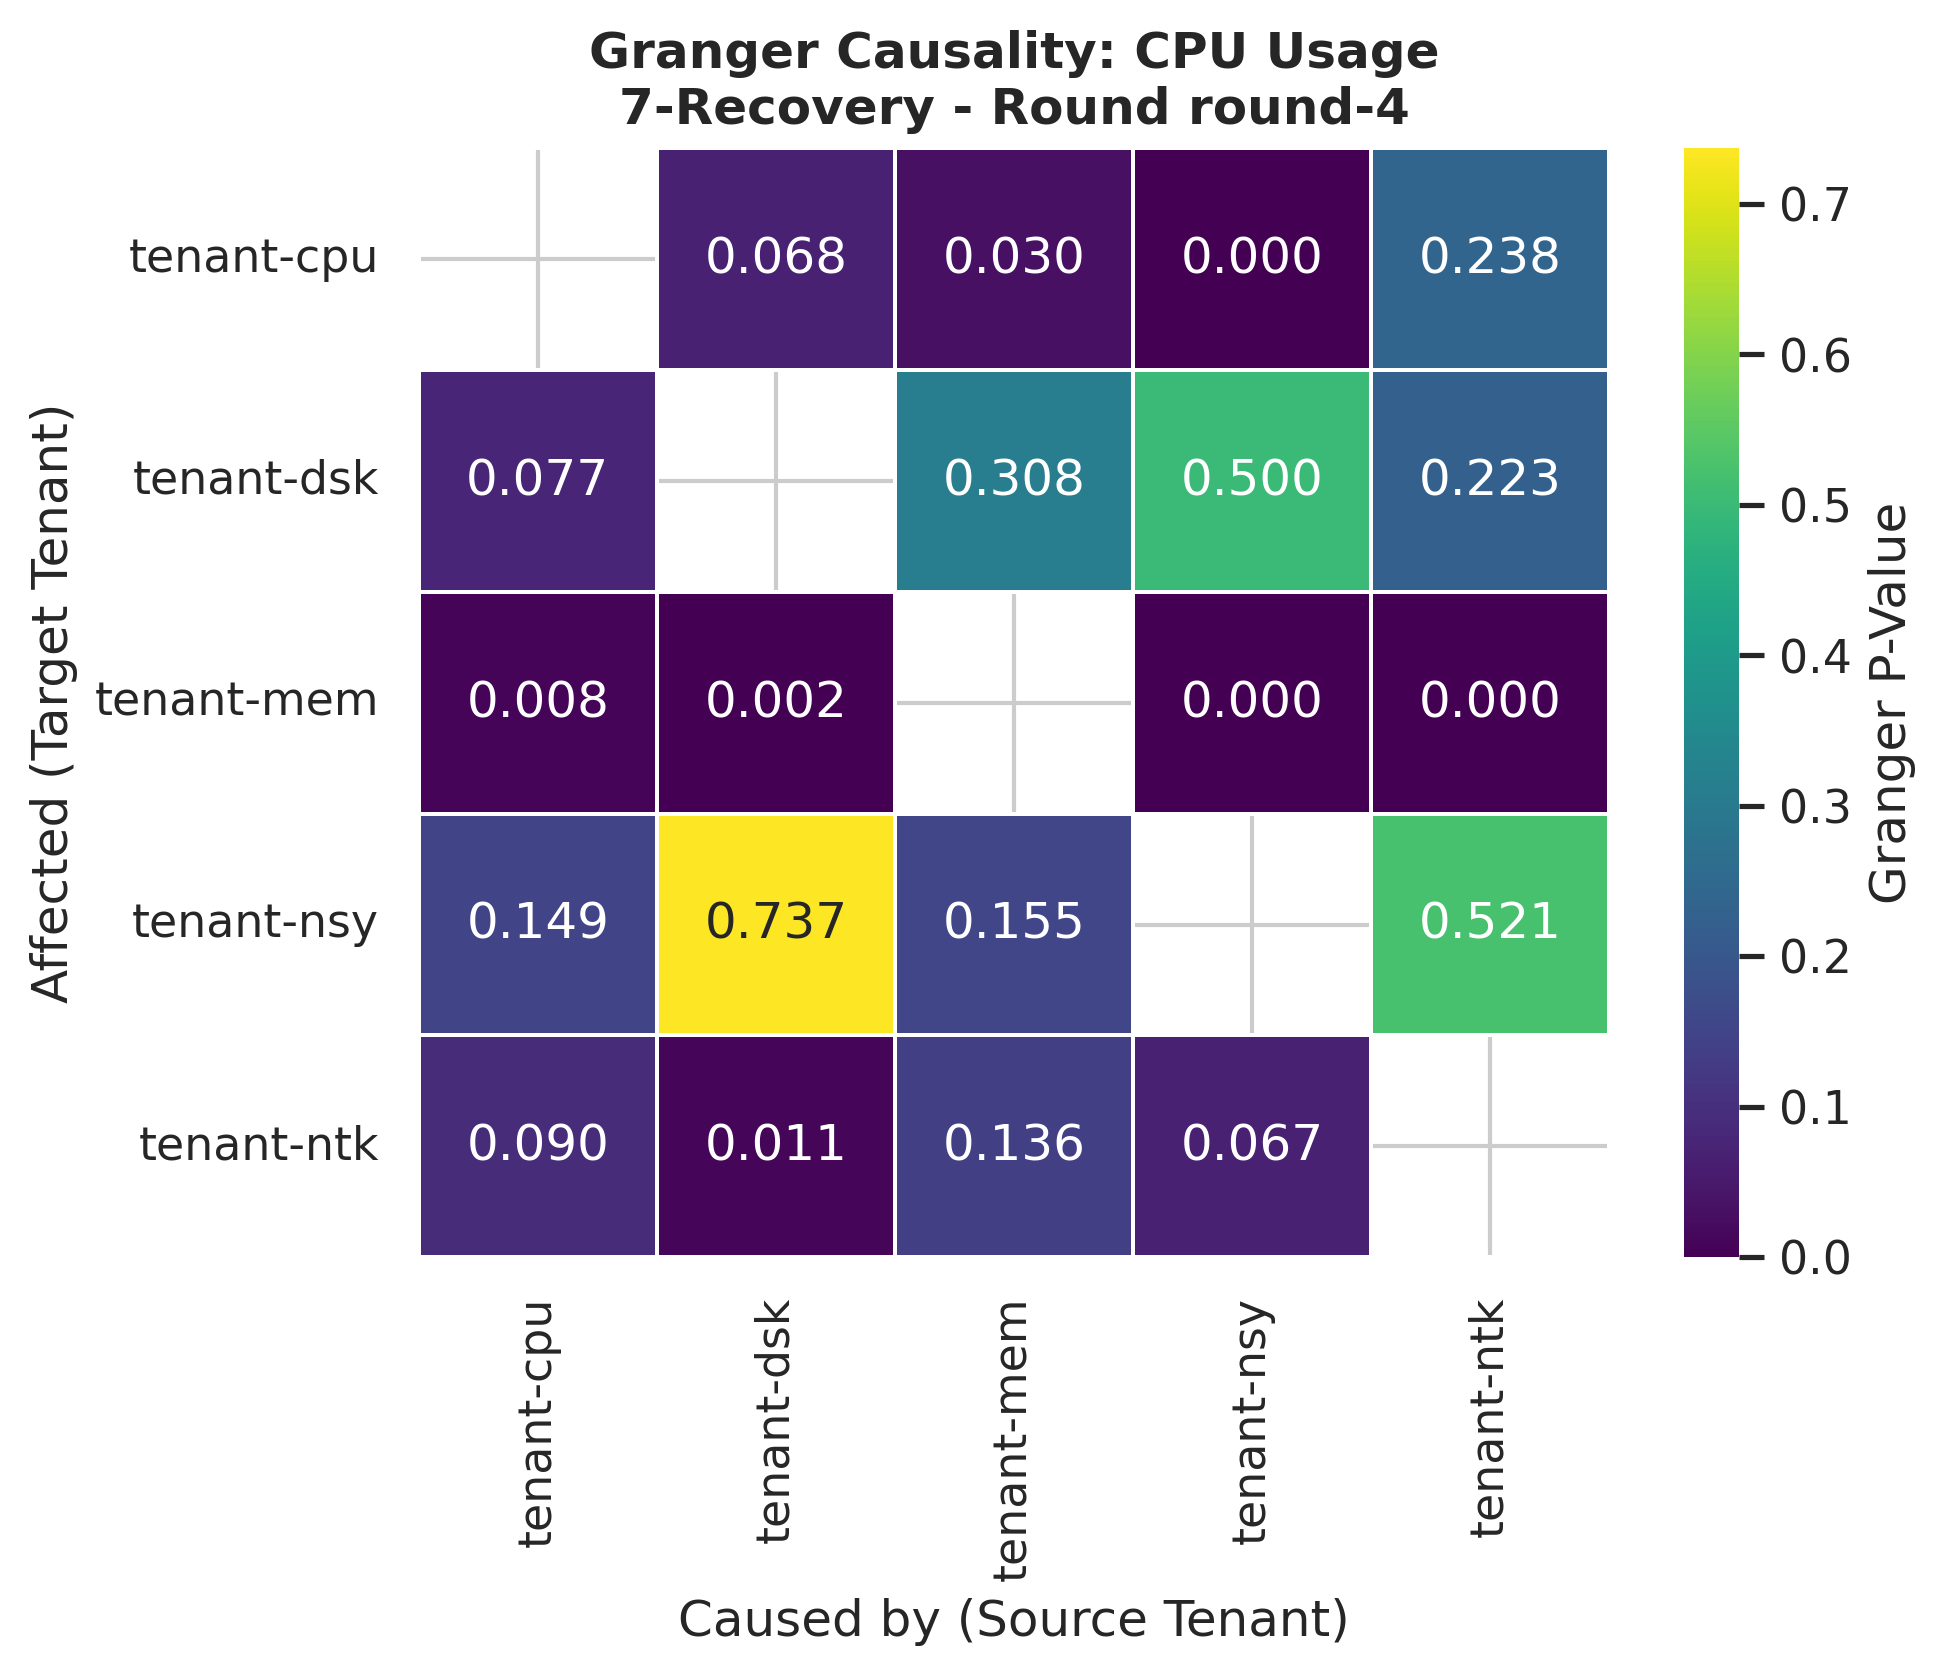 Granger Causality: CPU Usage
7-Recovery - Round round-4
Affected (Target Tenant)
tenant-cpu
0.068 0.030 0.000 0.238
tenant-dsk
0.077 0.308 0.500 0.223
tenant-mem
0.008 0.002 0.000 0.000
tenant-nsy
0.149 0.737 0.155 0.521
tenant-ntk
0.090 0.011 0.136 0.067
tenant-cpu
tenant-dsk
tenant-mem
tenant-nsy
tenant-ntk
Caused by (Source Tenant)
0.7
0.6
0.5
0.4
0.3
0.2
0.1
0.0
Granger P-Value